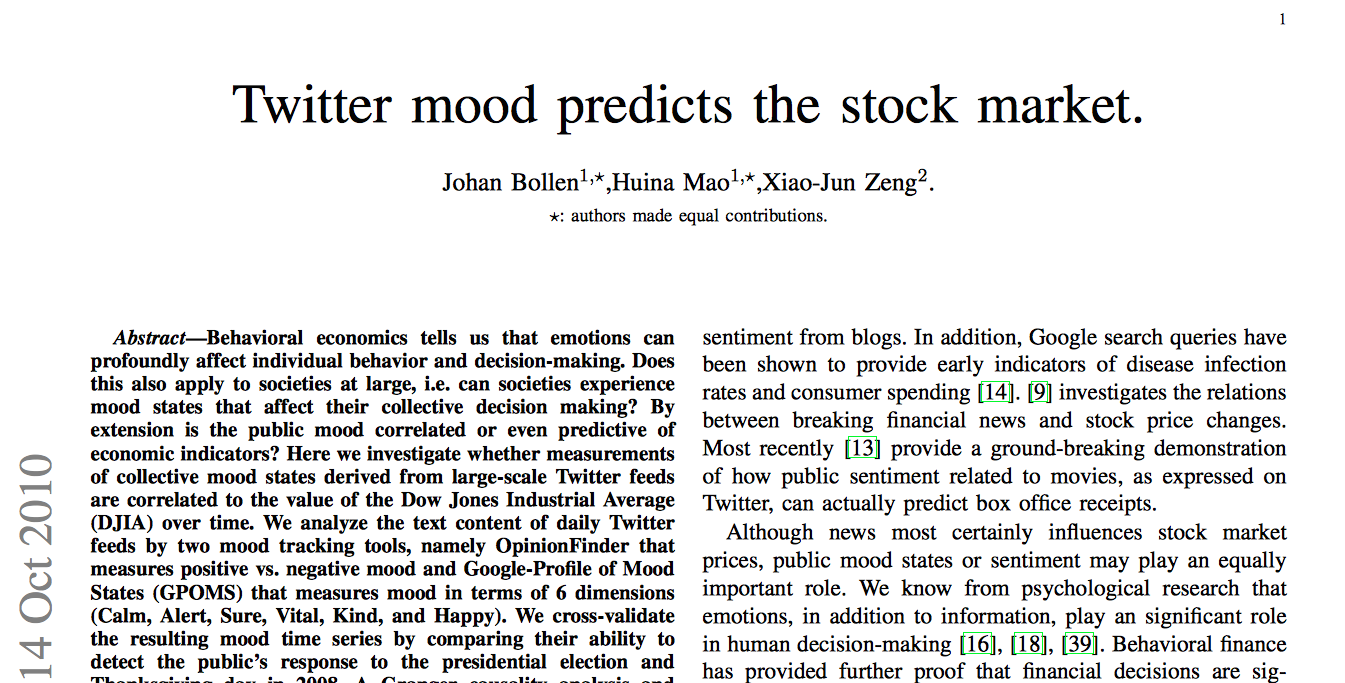 1
Twitter mood predicts the stock market.
Johan Bollen1,⋆,Huina Mao1,⋆,Xiao-Jun Zeng2.
⋆: authors made equal contributions.
Abstract—Behavioral economics tells us that emotions can
profoundly affect individual behavior and decision-making. Does
this also apply to societies at large, i.e. can societies experience
mood states that affect their collective decision making? By
extension is the public mood correlated or even predictive of
economic indicators? Here we investigate whether measurements
of collective mood states derived from large-scale Twitter feeds
are correlated to the value of the Dow Jones Industrial Average
(DJIA) over time. We analyze the text content of daily Twitter
feeds by two mood tracking tools, namely OpinionFinder that
measures positive vs. negative mood and Google-Profile of Mood
States (GPOMS) that measures mood in terms of 6 dimensions
(Calm, Alert, Sure, Vital, Kind, and Happy). We cross-validate
the resulting mood time series by comparing their ability to
detect the public's response to the presidential election and
Thanksgiving day in 2008. A Granger causality analysis and
sentiment from blogs. In addition, Google search queries have
been shown to provide early indicators of disease infection
rates and consumer spending [14]. [9] investigates the relations
between breaking financial news and stock price changes.
Most recently [13] provide a ground-breaking demonstration
of how public sentiment related to movies, as expressed on
Twitter, can actually predict box office receipts.
Although news most certainly influences stock market
prices, public mood states or sentiment may play an equally
important role. We know from psychological research that
emotions, in addition to information, play an significant role
in human decision-making [16], [18], [39]. Behavioral finance
has provided further proof that financial decisions are sig-
14 Oct 2010